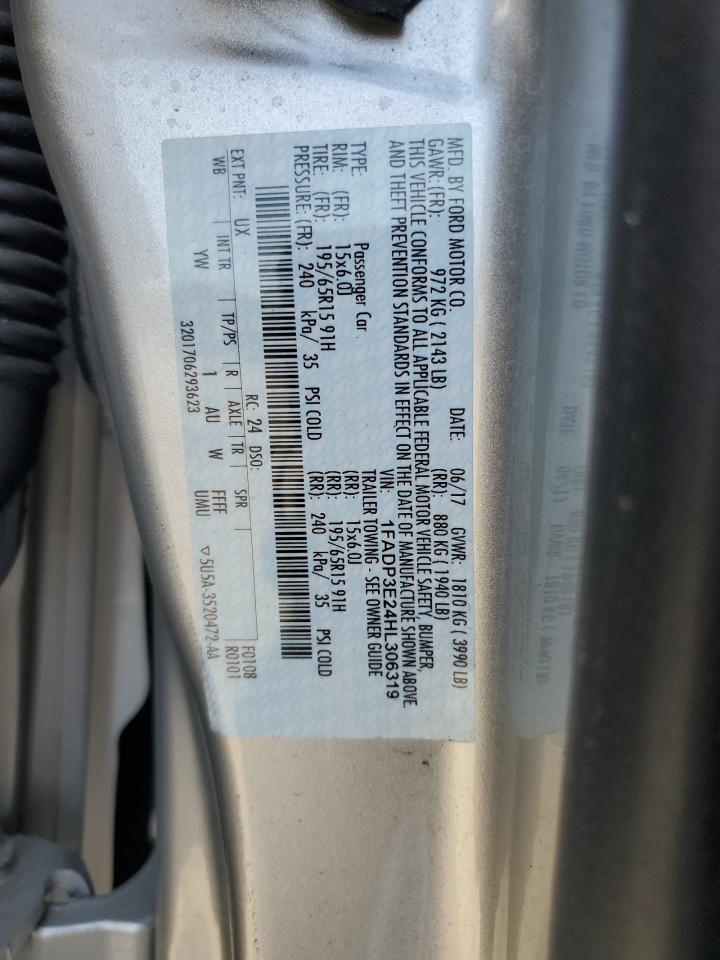 MFD. BY FORD MOTOR CO. DATE: 06/17 GVWR: 1810 KG ( 3990 LB)
GAWR: (FR): 972 KG ( 2143 LB) (RR): 880 KG ( 1940 LB)
THIS VEHICLE CONFORMS TO ALL APPLICABLE FEDERAL MOTOR VEHICLE SAFETY, BUMPER,
AND THEFT PREVENTION STANDARDS IN EFFECT ON THE DATE OF MANUFACTURE SHOWN ABOVE.
VIN: 1FADP3E24HL306319
TYPE: Passenger Car TRAILER TOWING - SEE OWNER GUIDE
RIM: (FR): 15x6.0J (RR): 15x6.0J
TIRE: (FR): 195/65R15 91H (RR): 195/65R15 91H
PRESSURE: (FR): 240 kPa/ 35 PSI COLD (RR): 240 kPa/ 35 PSI COLD
EXT PNT: UX RC: 24 DSO: F0108
WB INT TR TP/PS R AXLE TR SPR R0101
YW 1 AU W FFFF
UMU
3201706293623 ▽5U5A-3520472-AA